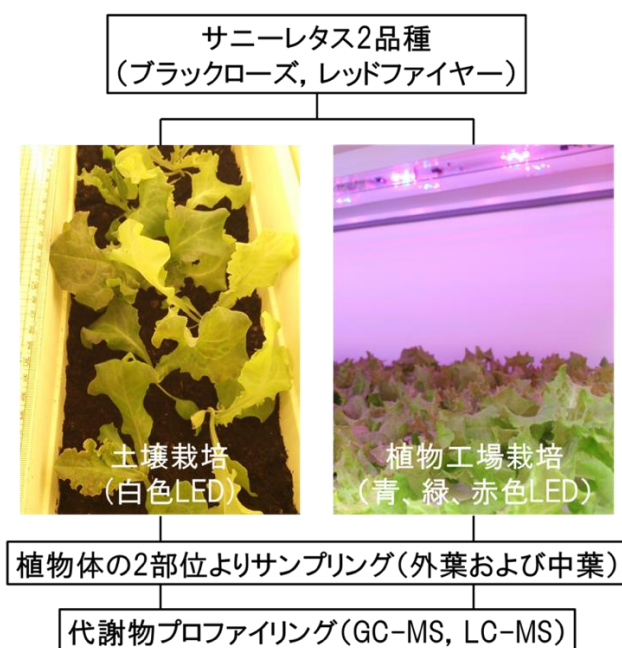 サニーレタス2品種
（ブラックローズ, レッドファイヤー）
土壌栽培
（白色LED）
植物工場栽培
（青、緑、赤色LED）
植物体の2部位よりサンプリング（外葉および中葉）
代謝物プロファイリング（GC-MS, LC-MS）